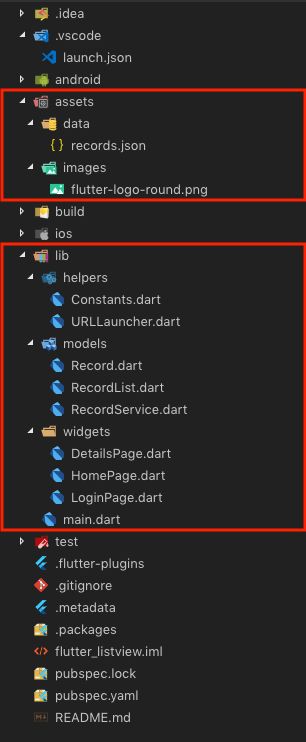 .idea
.vscode
launch.json
android
assets
data
records.json
images
flutter-logo-round.png
build
ios
lib
helpers
Constants.dart
URLLauncher.dart
models
Record.dart
RecordList.dart
RecordService.dart
widgets
DetailsPage.dart
HomePage.dart
LoginPage.dart
main.dart
test
.flutter-plugins
.gitignore
.metadata
.packages
flutter_listview.iml
pubspec.lock
pubspec.yaml
README.md